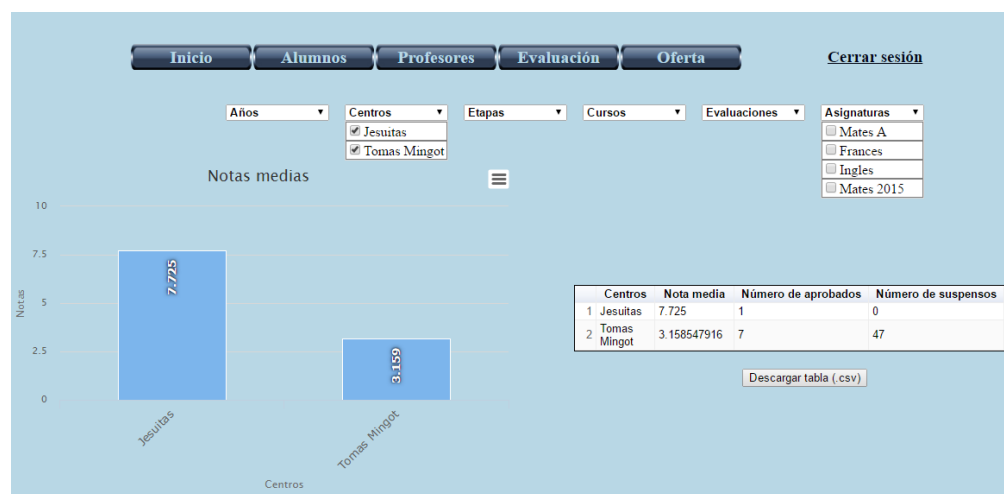 Inicio Alumnos Profesores Evaluación Oferta Cerrar sesión
Años Centros Etapas Cursos Evaluaciones Asignaturas
Jesuitas
Tomas Mingot
Mates A
Frances
Ingles
Mates 2015
Notas medias
10
7.5
5
2.5
0
Notas
7.725
3.159
Jesuitas
Tomas Mingot
Centros
Centros Nota media Número de aprobados Número de suspensos
1 Jesuitas 7.725 1 0
2 Tomas Mingot 3.158547916 7 47
Descargar tabla (.csv)